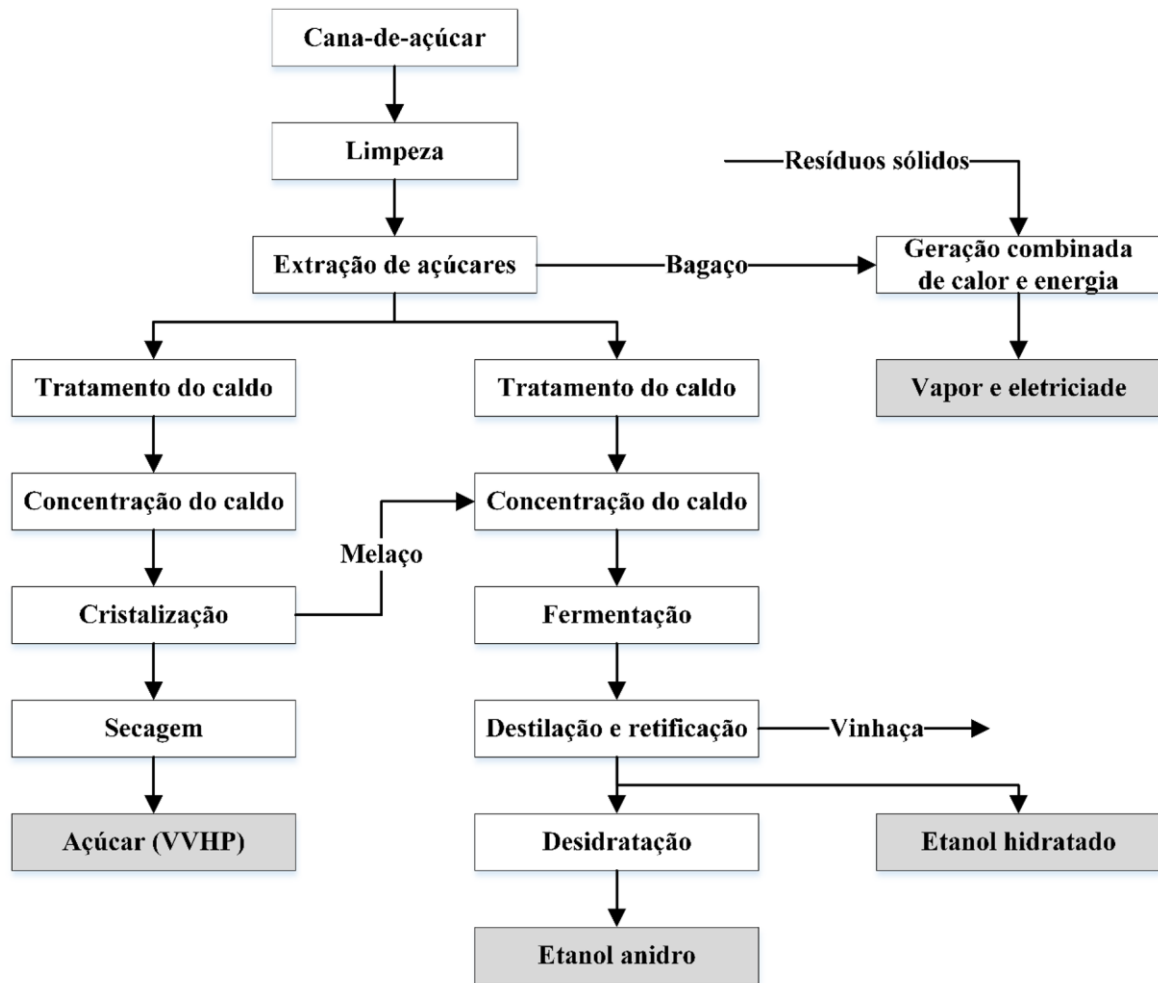 Cana-de-açúcar
Limpeza
Resíduos sólidos
Extração de açúcares
Bagaço
Geração combinada
de calor e energia
Tratamento do caldo
Tratamento do caldo
Vapor e eletriciade
Concentração do caldo
Concentração do caldo
Melaço
Cristalização
Fermentação
Secagem
Destilação e retificação
Vinhaça
Açúcar (VVHP)
Desidratação
Etanol hidratado
Etanol anidro